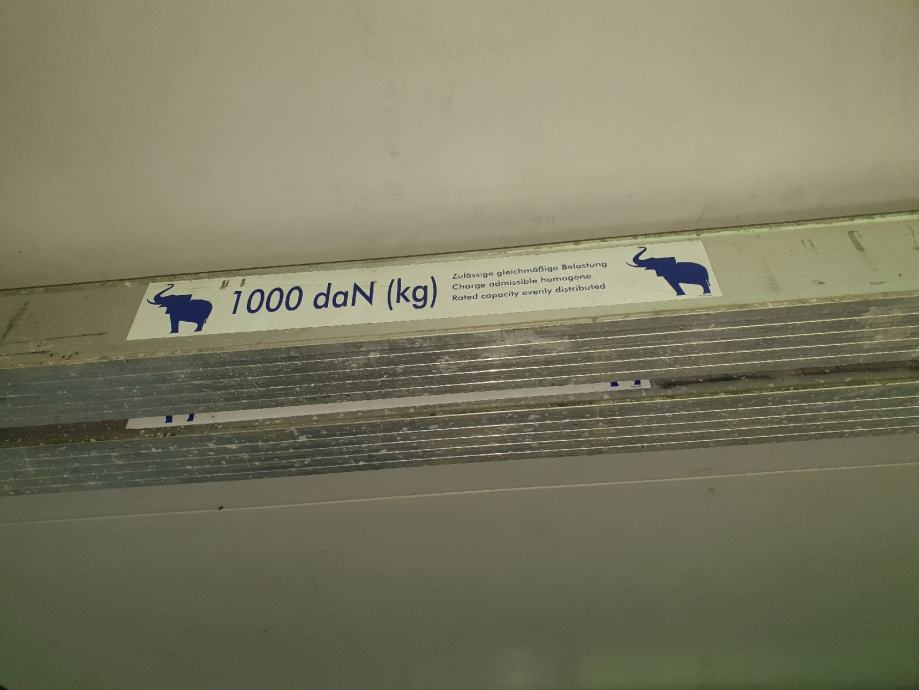 1000 daN (kg)
Zulässige gleichmäßige Belastung
Charge admissible homogene
Rated capacity evenly distributed